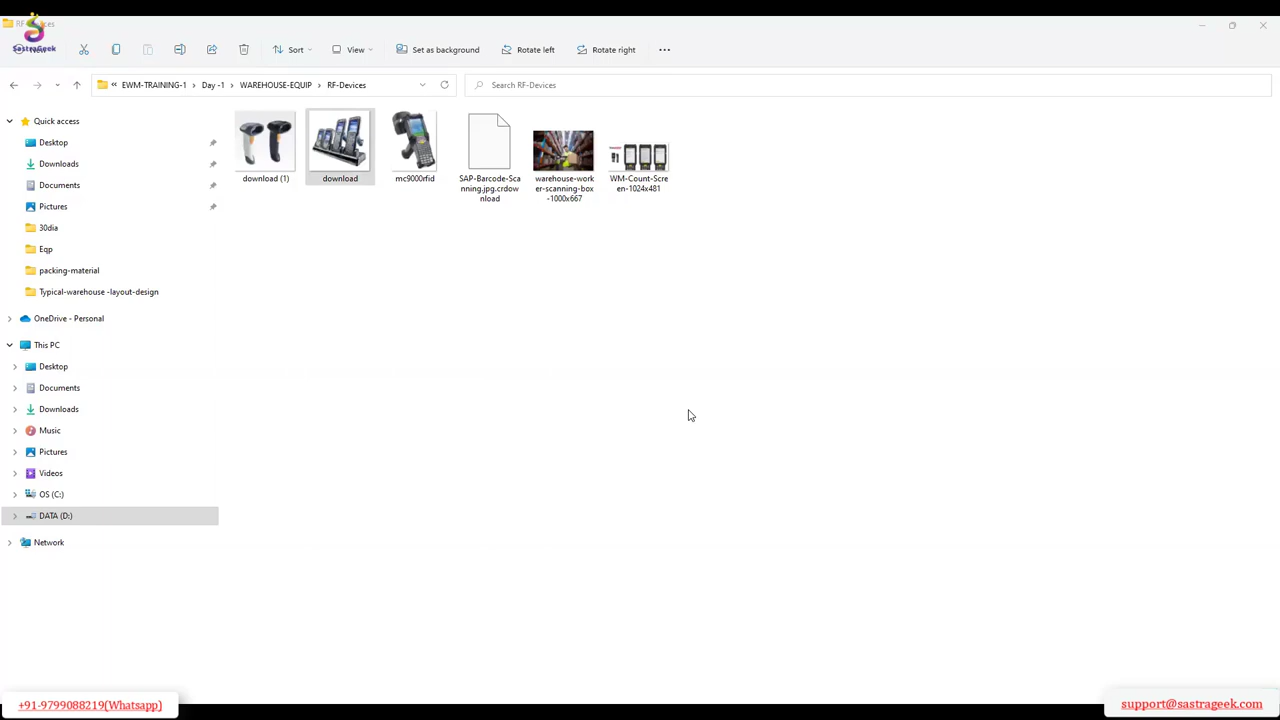 RF-Devices
SastraGeek
New
Sort
View
Set as background
Rotate left
Rotate right
EWM-TRAINING-1
Day -1
WAREHOUSE-EQUIP
RF-Devices
Search RF-Devices
Quick access
Desktop
Downloads
Documents
Pictures
30dia
Eqp
packing-material
Typical-warehouse -layout-design
OneDrive - Personal
This PC
Desktop
Documents
Downloads
Music
Pictures
Videos
OS (C:)
DATA (D:)
Network
download (1)
download
mc9000rfid
SAP-Barcode-Sca
nning.jpg.crdow
nload
warehouse-work
er-scanning-box
-1000x667
WM-Count-Scre
en-1024x481
+91-9799088219(Whatsapp)
support@sastrageek.com